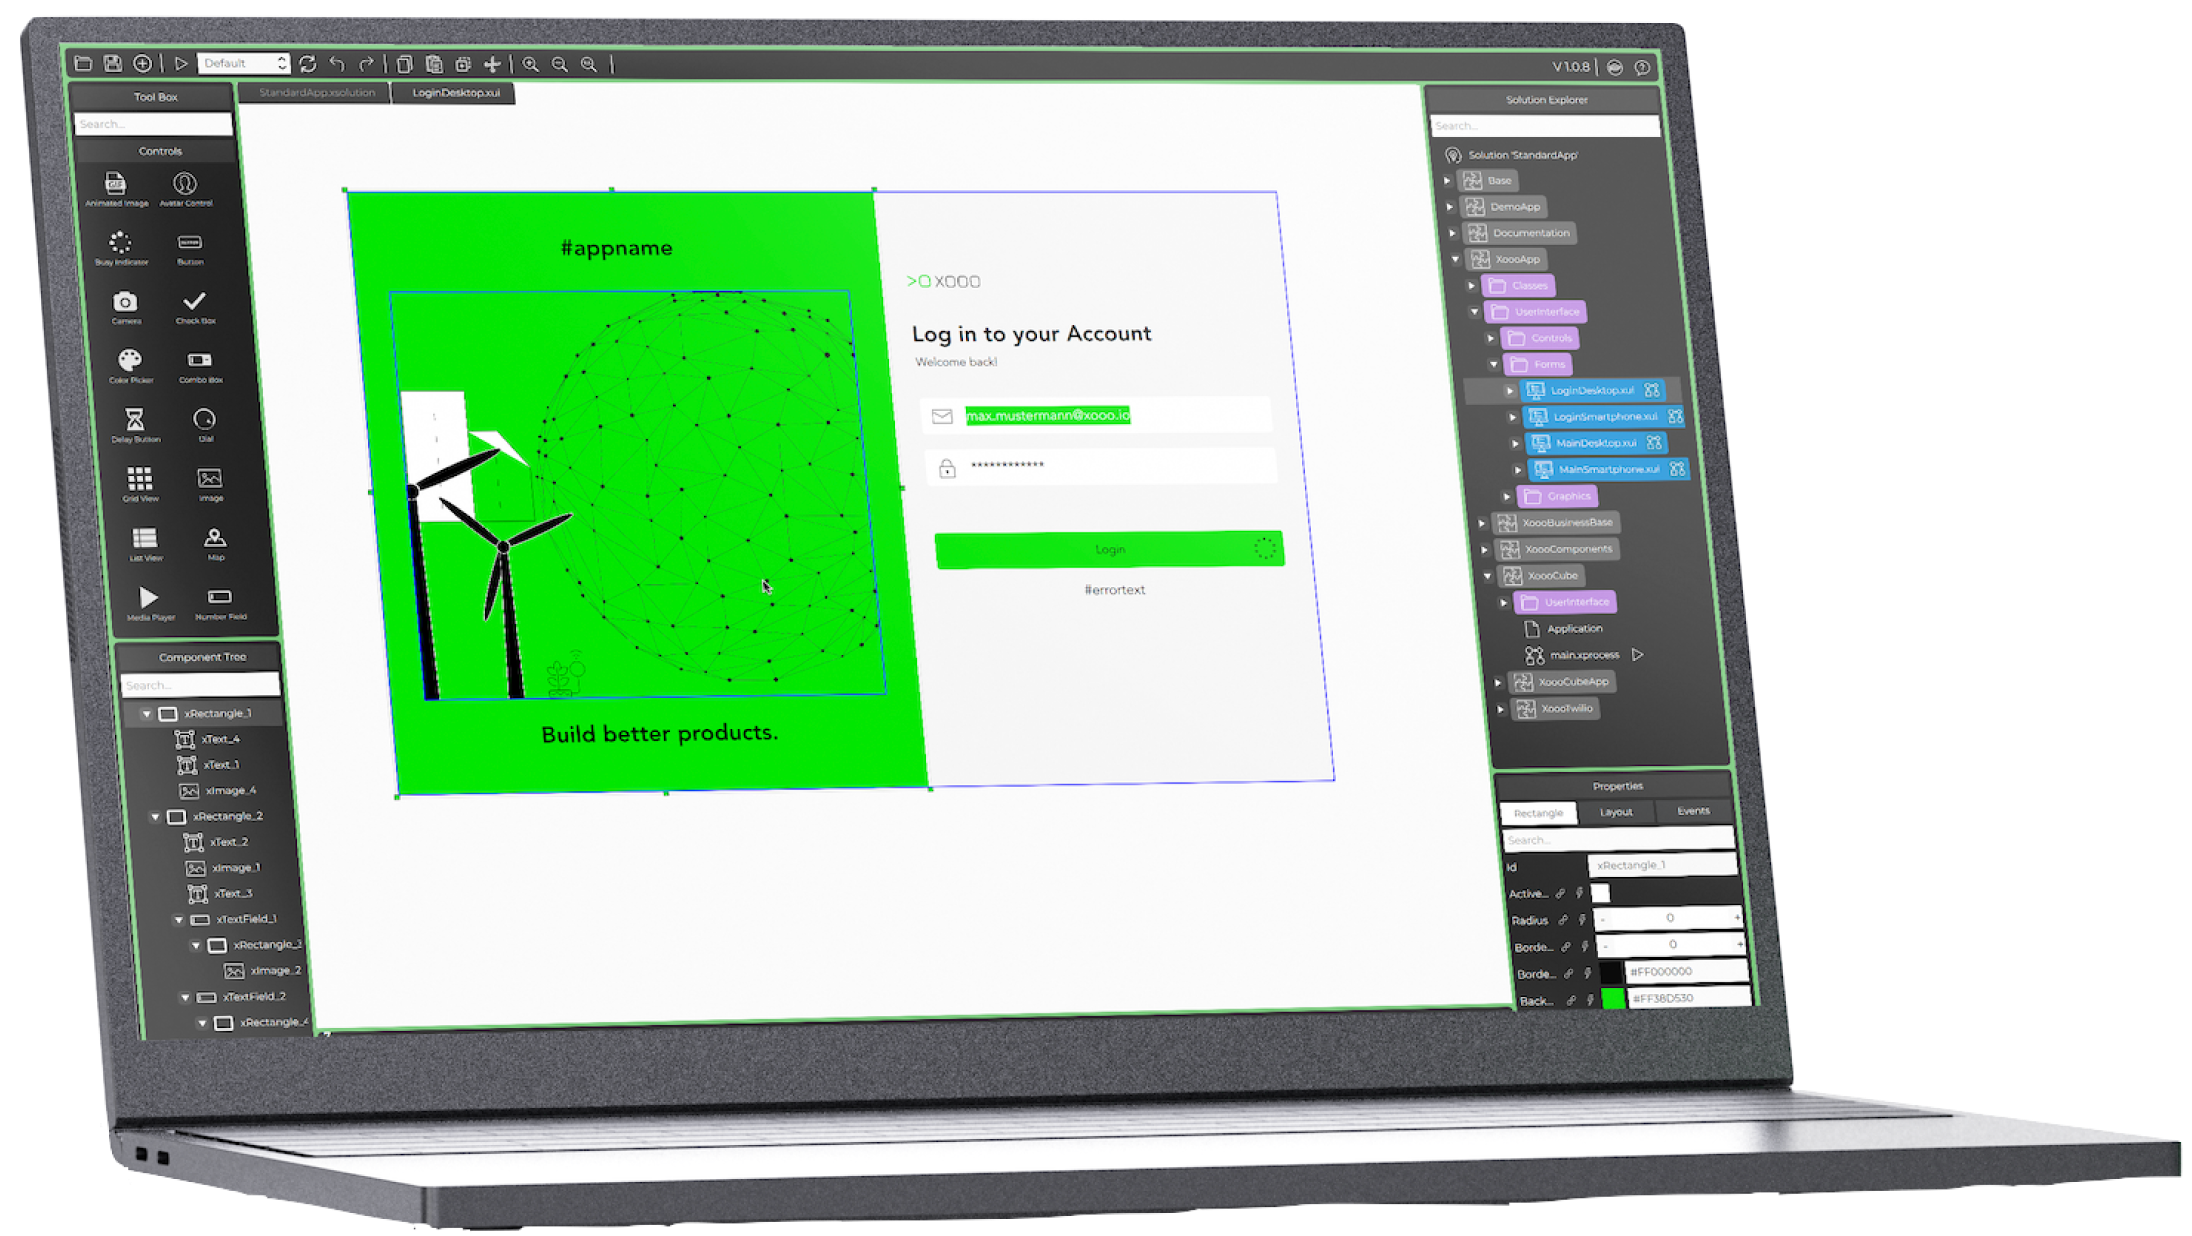 Default
V 1.0.8
Tool Box
Search...
Controls
GIF
Animated Image
Avatar Control
Busy Indicator
Button
Camera
Check Box
Color Picker
Combo Box
Delay Button
Dial
Grid View
Image
List View
Map
Media Player
Number Field
Component Tree
Search...
xRectangle_1
xText_4
xText_1
xImage_4
xRectangle_2
xText_2
xImage_1
xText_3
xTextField_1
xRectangle_3
xImage_2
xTextField_2
xRectangle_4
StandardApp.xsolution
LoginDesktop.xui
#appname
Build better products.
xooo
Log in to your Account
Welcome back!
max.mustermann@xooo.io
************
Login
#errortext
Solution Explorer
Search...
Solution 'StandardApp'
Base
DemoApp
Documentation
XoooApp
Classes
UserInterface
Controls
Forms
LoginDesktop.xui
LoginSmartphone.xui
MainDesktop.xui
MainSmartphone.xui
Graphics
XoooBusinessBase
XoooComponents
XoooCube
UserInterface
Application
main.xprocess
XoooCubeApp
XoooTwilio
Properties
Rectangle Layout Events
Search...
Id xRectangle_1
Active...
Radius - 0 +
Borde... - 0 +
Borde... #FF000000
Back... #FF38D530